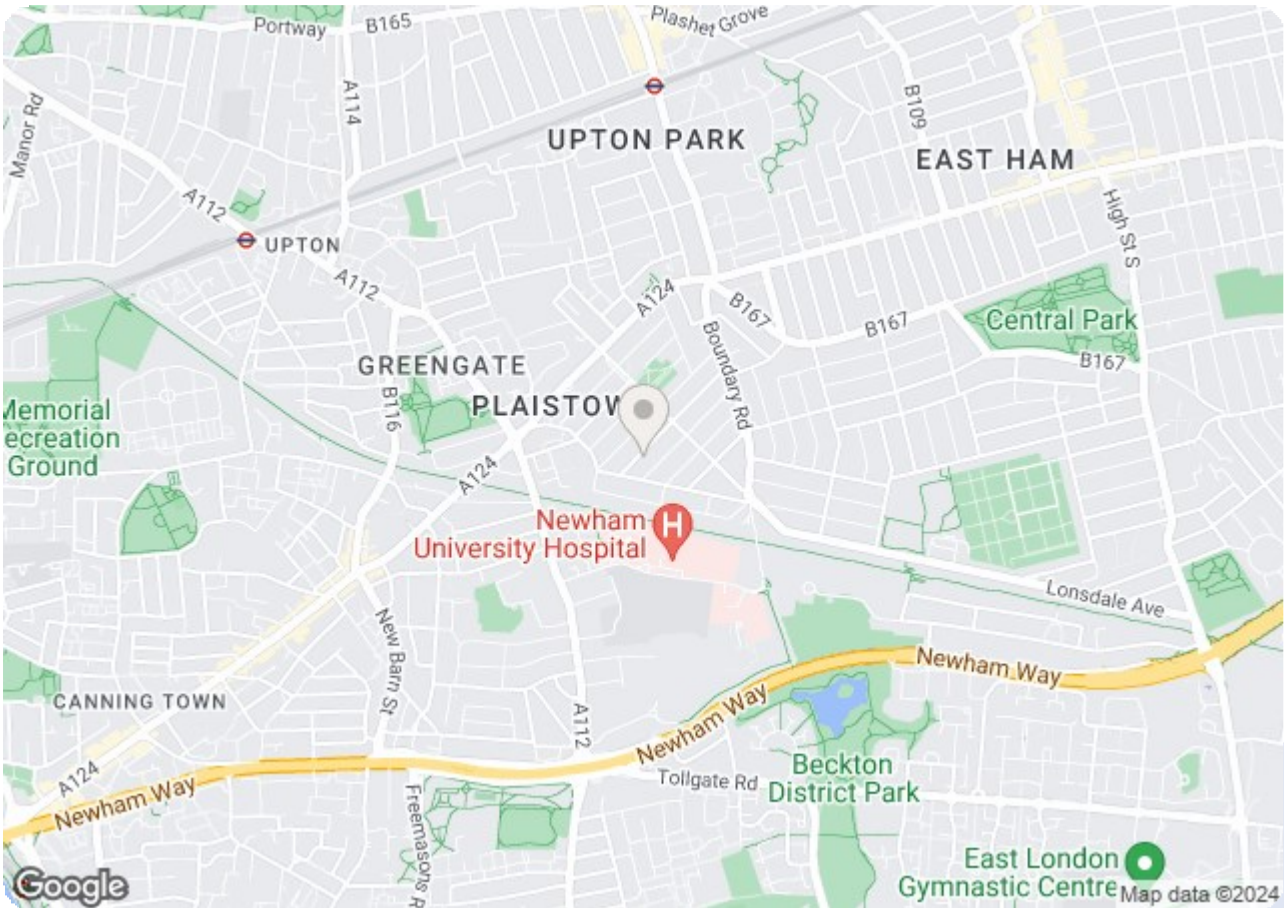 Portway
B165
Plashet Grove
Manor Rd
A114
B109
UPTON PARK
EAST HAM
A112
UPTON
High St S
A112
A124
B167
B167
Central Park
B167
Boundary Rd
GREENGATE
B116
PLAISTOW
Memorial
ecreation
Ground
A124
Newham
University Hospital
H
Lonsdale Ave
New Barn St
Newham Way
CANNING TOWN
A112
Newham Way
Beckton
District Park
Tollgate Rd
A124
Newham Way
Freemasons R
East London
Gymnastic Centre
Google
Map data ©2024